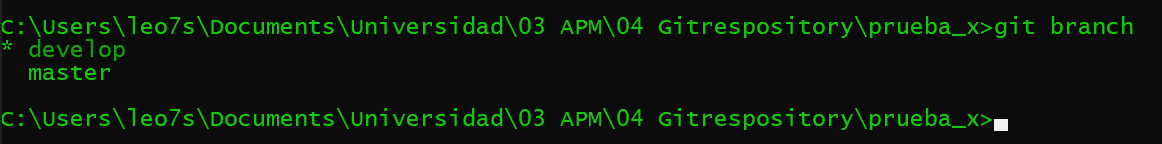 C:\Users\leo7s\Documents\Universidad\03 APM\04 Gitrespository\prueba_x>git branch
* develop
  master
C:\Users\leo7s\Documents\Universidad\03 APM\04 Gitrespository\prueba_x>